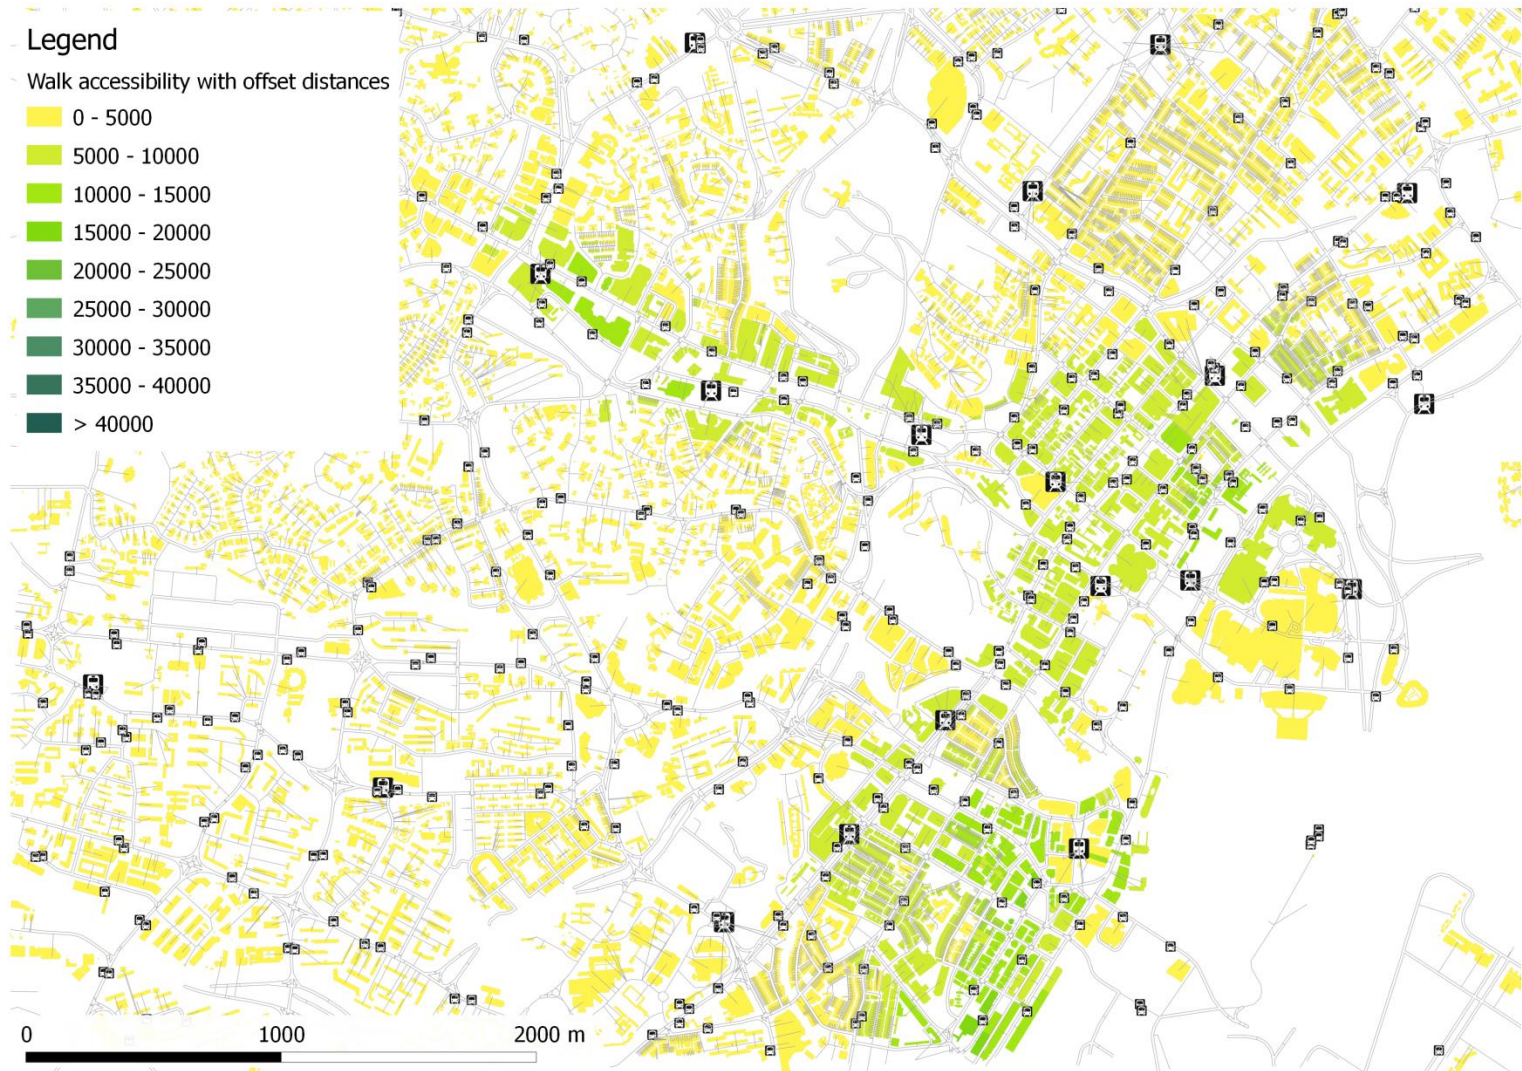 Legend
Walk accessibility with offset distances
0 - 5000
5000 - 10000
10000 - 15000
15000 - 20000
20000 - 25000
25000 - 30000
30000 - 35000
35000 - 40000
> 40000
0 1000 2000 m